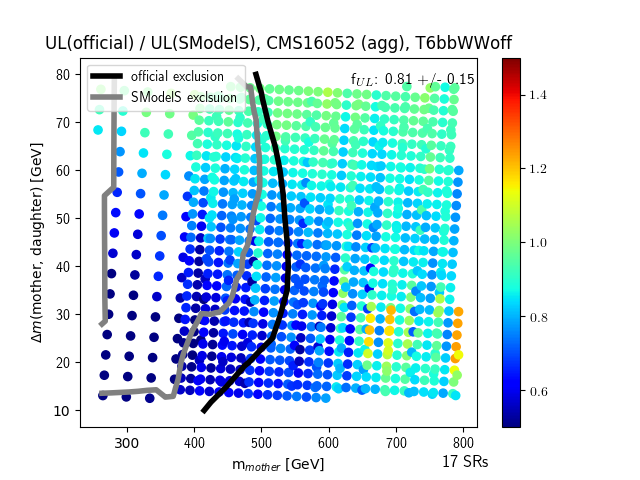 UL(official) / UL(SModelS), CMS16052 (agg), T6bbWWoff
official exclusion
SModelS exclsuion
f_UL: 0.81 +/- 0.15
80
70
60
50
40
30
20
10
Δm(mother, daughter) [GeV]
300 400 500 600 700 800
m_mother [GeV]
17 SRs
1.4
1.2
1.0
0.8
0.6